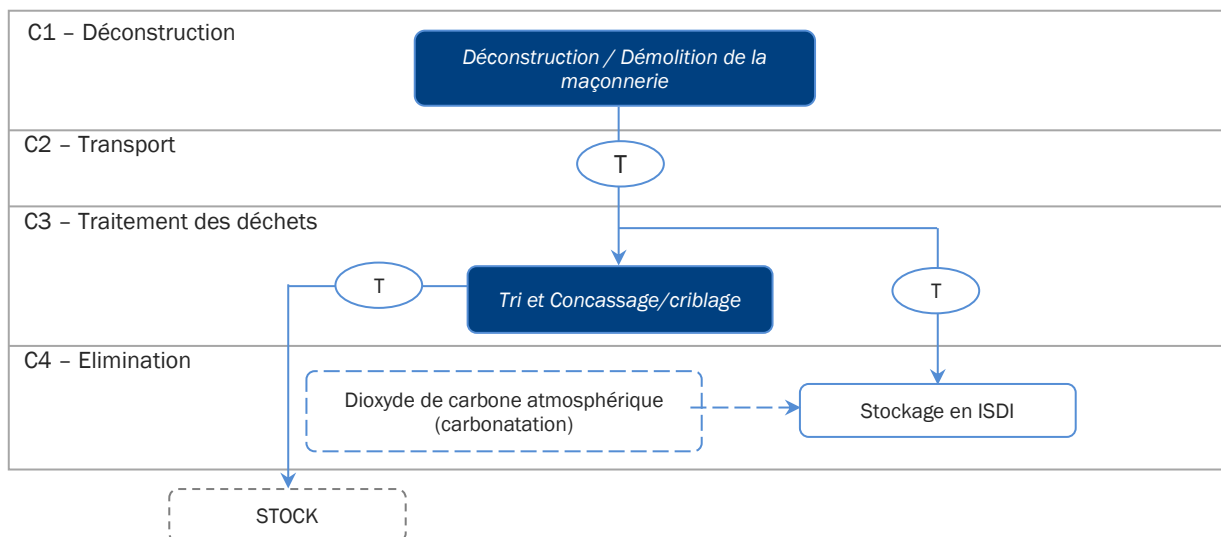 C1 – Déconstruction
Déconstruction / Démolition de la
maçonnerie
C2 – Transport
T
C3 – Traitement des déchets
T
Tri et Concassage/criblage
T
C4 – Elimination
Dioxyde de carbone atmosphérique
(carbonatation)
Stockage en ISDI
STOCK